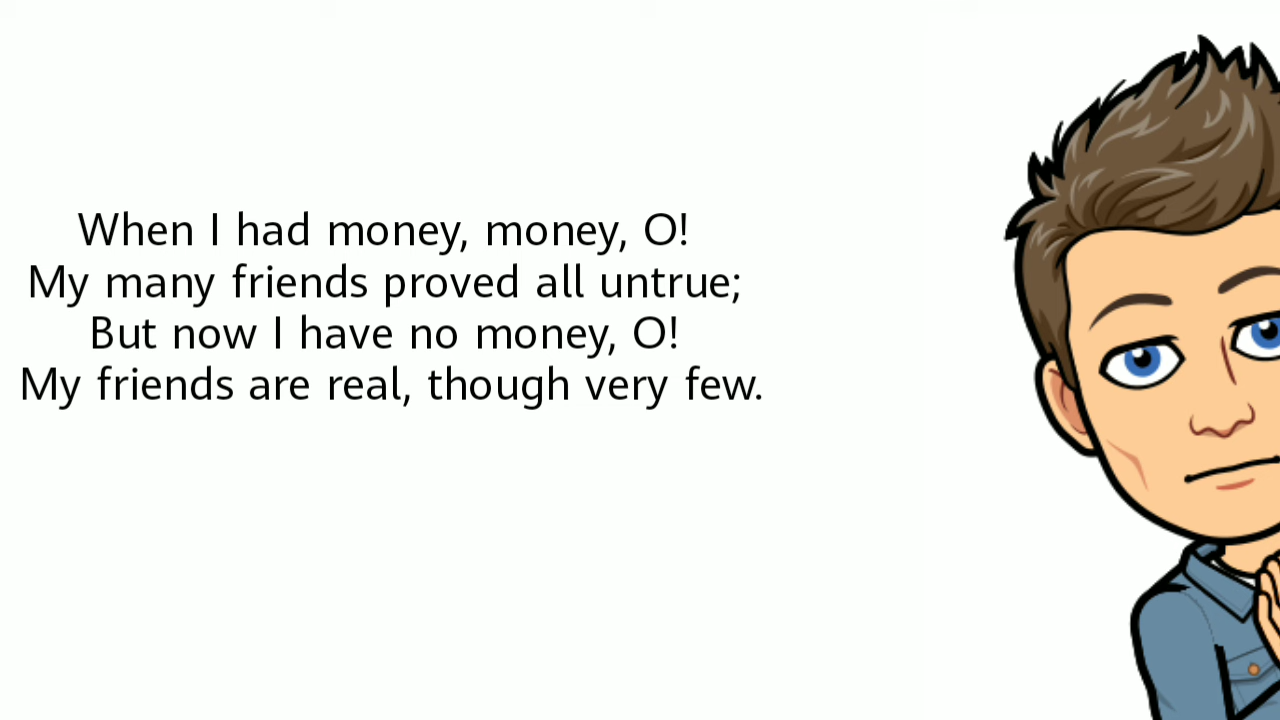 When I had money, money, O!
My many friends proved all untrue;
But now I have no money, O!
My friends are real, though very few.